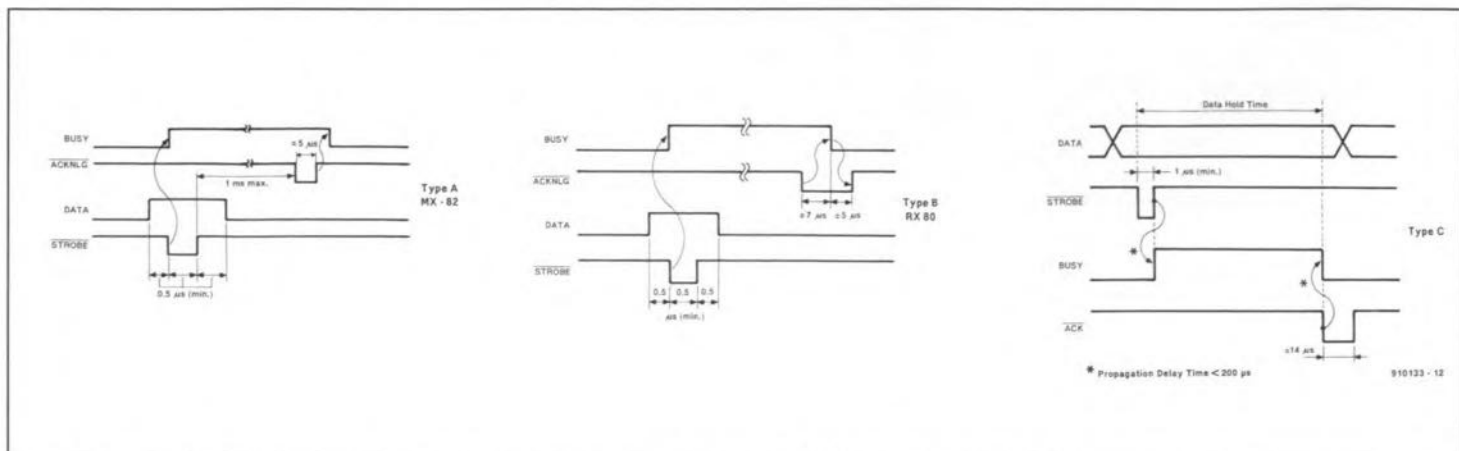 BUSY
≈5 µs
ACKNLG
1 ms max.
Type A
MX - 82
DATA
STROBE
0.5 µs (min.)
BUSY
ACKNLG
≈7 µs
≈5 µs
Type B
RX 80
DATA
STROBE
0.5
0.5
0.5
µs (min.)
Data Hold Time
DATA
1 µs (min.)
STROBE
Type C
*
BUSY
*
ACK
≈14 µs
* Propagation Delay Time < 200 µs
910133 - 12